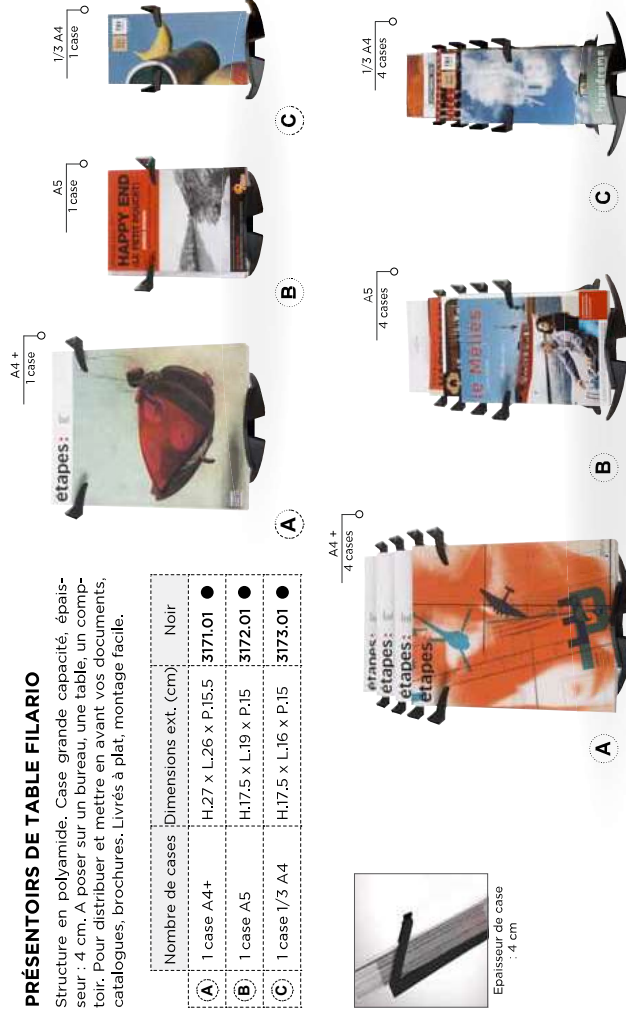 PRÉSENTOIRS DE TABLE FILARIO
Structure en polyamide. Case grande capacité, épais-
seur : 4 cm. A poser sur un bureau, une table, un comp-
toir. Pour distribuer et mettre en avant vos documents,
catalogues, brochures. Livrés à plat, montage facile.
Nombre de cases Dimensions ext. (cm) Noir
A 1 case A4+ H.27 x L.26 x P.15.5 3171.01
B 1 case A5 H.17.5 x L.19 x P.15 3172.01
C 1 case 1/3 A4 H.17.5 x L.16 x P.15 3173.01
Epaisseur de case
: 4 cm
A4 +
1 case
étapes:
A
A5
1 case
HAPPY END
(LE PETIT POUCET)
B
1/3 A4
1 case
C
A4 +
4 cases
étapes:
étapes:
étapes:
étapes
A
A5
4 cases
le Méliès
B
1/3 A4
4 cases
hippodrome
C